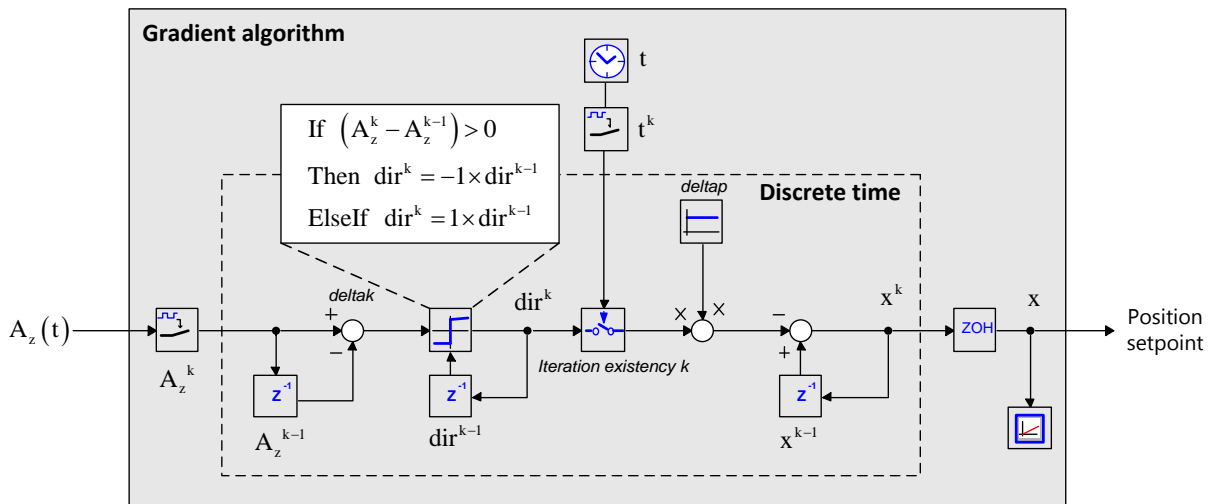 Gradient algorithm
t
If (A_z^k − A_z^{k-1}) > 0
Then dir^k = −1 × dir^{k-1}
ElseIf dir^k = 1 × dir^{k-1}
t^k
Discrete time
deltap
A_z(t)
A_z^k
deltak
+
−
dir^k
Iteration existency k
×
×
−
+
x^k
ZOH
x
Position
setpoint
z^-1
A_z^{k-1}
z^-1
dir^{k-1}
z^-1
x^{k-1}